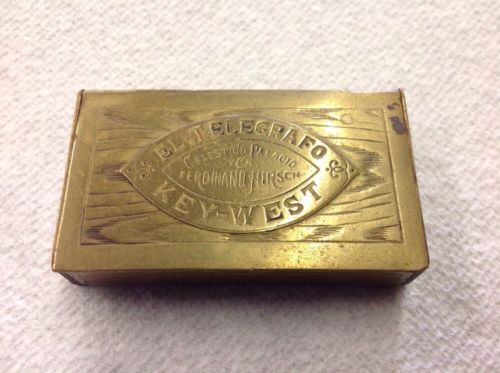 EL TELEGRAFO
CELESTINO PALACIO
Y CA
FERDINAND HIRSCH
KEY-WEST